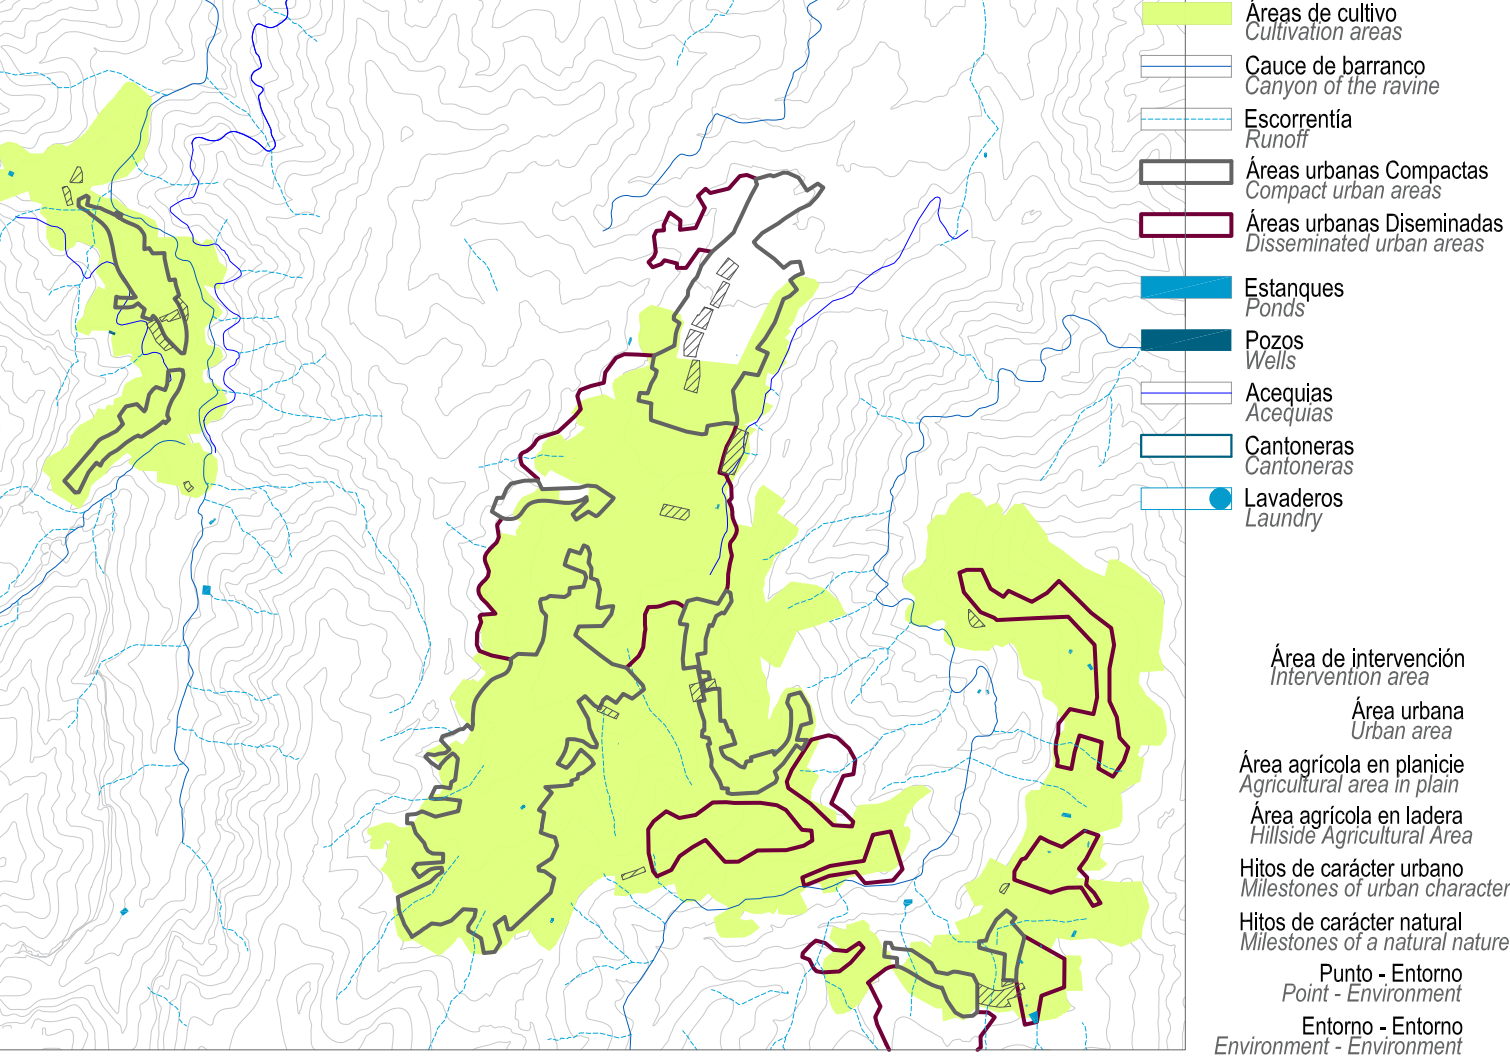 Áreas de cultivo
Cultivation areas
Cauce de barranco
Canyon of the ravine
Escorrentía
Runoff
Áreas urbanas Compactas
Compact urban areas
Áreas urbanas Diseminadas
Disseminated urban areas
Estanques
Ponds
Pozos
Wells
Acequias
Acequias
Cantoneras
Cantoneras
Lavaderos
Laundry
Área de intervención
Intervention area
Área urbana
Urban area
Área agrícola en planicie
Agricultural area in plain
Área agrícola en ladera
Hillside Agricultural Area
Hitos de carácter urbano
Milestones of urban character
Hitos de carácter natural
Milestones of a natural nature
Punto - Entorno
Point - Environment
Entorno - Entorno
Environment - Environment